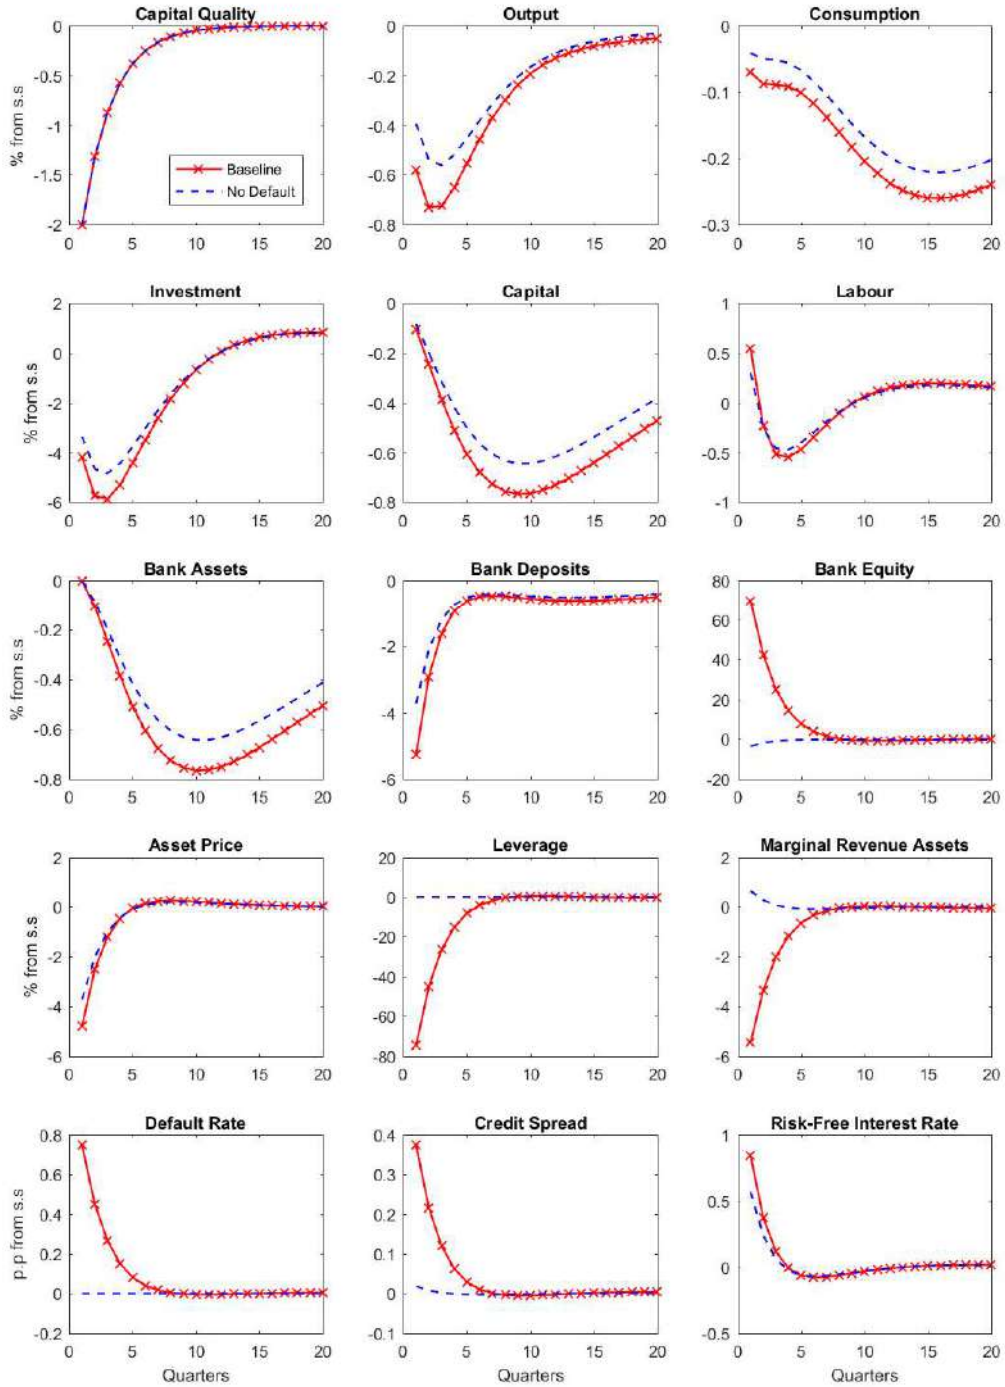 Capital Quality
% from s.s
0
-0.5
-1
-1.5
-2
0 5 10 15 20
Baseline
No Default
Output
0
-0.2
-0.4
-0.6
-0.8
0 5 10 15 20
Consumption
0
-0.1
-0.2
-0.3
0 5 10 15 20
Investment
% from s.s
2
0
-2
-4
-6
0 5 10 15 20
Capital
0
-0.2
-0.4
-0.6
-0.8
0 5 10 15 20
Labour
1
0.5
0
-0.5
-1
0 5 10 15 20
Bank Assets
% from s.s
0
-0.2
-0.4
-0.6
-0.8
0 5 10 15 20
Bank Deposits
0
-2
-4
-6
0 5 10 15 20
Bank Equity
80
60
40
20
0
-20
0 5 10 15 20
Asset Price
% from s.s
2
0
-2
-4
-6
0 5 10 15 20
Leverage
20
0
-20
-40
-60
-80
0 5 10 15 20
Marginal Revenue Assets
2
0
-2
-4
-6
0 5 10 15 20
Default Rate
p.p from s.s
0.8
0.6
0.4
0.2
0
-0.2
0 5 10 15 20
Quarters
Credit Spread
0.4
0.3
0.2
0.1
0
-0.1
0 5 10 15 20
Quarters
Risk-Free Interest Rate
1
0.5
0
-0.5
0 5 10 15 20
Quarters